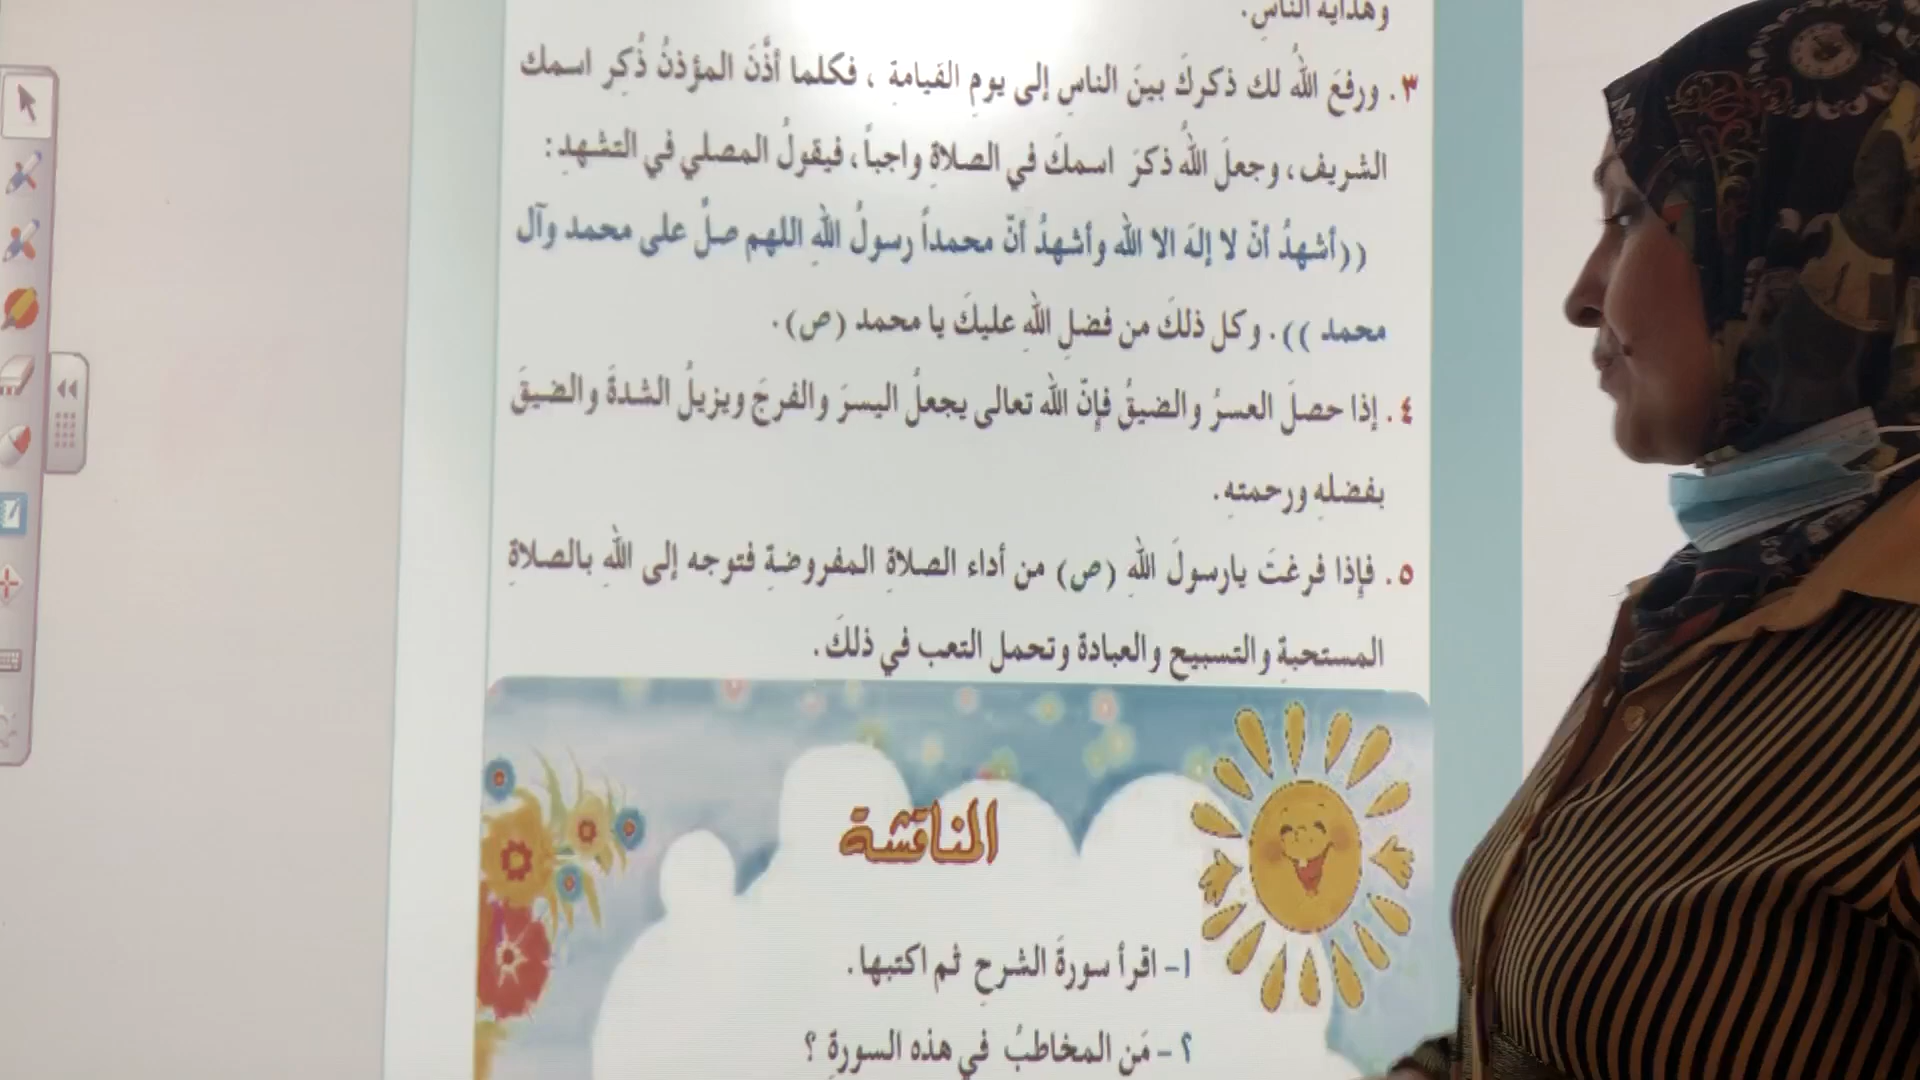 وهداية الناسِ.
٣. ورفعَ اللهُ لك ذكركَ بينَ الناسِ إلى يومِ القيامةِ ، فكلما أذَّنَ المؤذنُ ذُكِر اسمك
الشريف، وجعلَ اللهُ ذكرَ اسمكَ في الصلاةِ واجباً، فيقولُ المصلي في التشهدِ:
((أشهدُ أنّ لا إلهَ الا الله وأشهدُ أنّ محمداً رسولُ اللهِ اللهم صلِّ على محمد وآل
محمد )). وكل ذلكَ من فضلِ اللهِ عليكَ يا محمد (ص).
٤. إذا حصلَ العسرُ والضيقُ فإنّ الله تعالى يجعلُ اليسرَ والفرجَ ويزيلُ الشدةَ والضيقَ
بفضلهِ ورحمتهِ.
٥. فإذا فرغتَ يارسولَ اللهِ (ص) من أداء الصلاةِ المفروضةِ فتوجه إلى اللهِ بالصلاةِ
المستحبةِ والتسبيح والعبادة وتحمل التعب في ذلكَ.
المناقشة
١- اقرأ سورةَ الشرحِ ثم اكتبها.
٢- مَن المخاطبُ في هذه السورةِ ؟